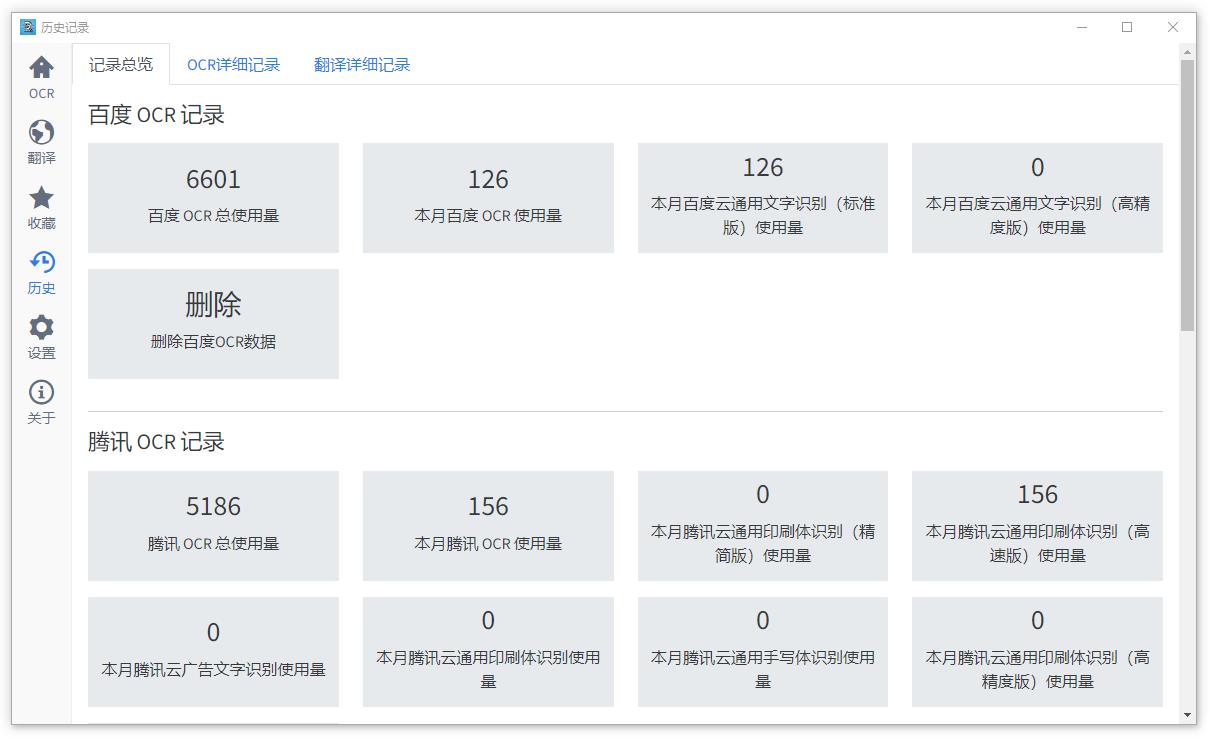 历史记录
OCR
翻译
收藏
历史
设置
关于
记录总览
OCR详细记录
翻译详细记录
百度 OCR 记录
6601
百度 OCR 总使用量
126
本月百度 OCR 使用量
126
本月百度云通用文字识别（标准
版）使用量
0
本月百度云通用文字识别（高精
度版）使用量
删除
删除百度OCR数据
腾讯 OCR 记录
5186
腾讯 OCR 总使用量
156
本月腾讯 OCR 使用量
0
本月腾讯云通用印刷体识别（精
简版）使用量
156
本月腾讯云通用印刷体识别（高
速版）使用量
0
本月腾讯云广告文字识别使用量
0
本月腾讯云通用印刷体识别使用
量
0
本月腾讯云通用手写体识别使用
量
0
本月腾讯云通用印刷体识别（高
精度版）使用量